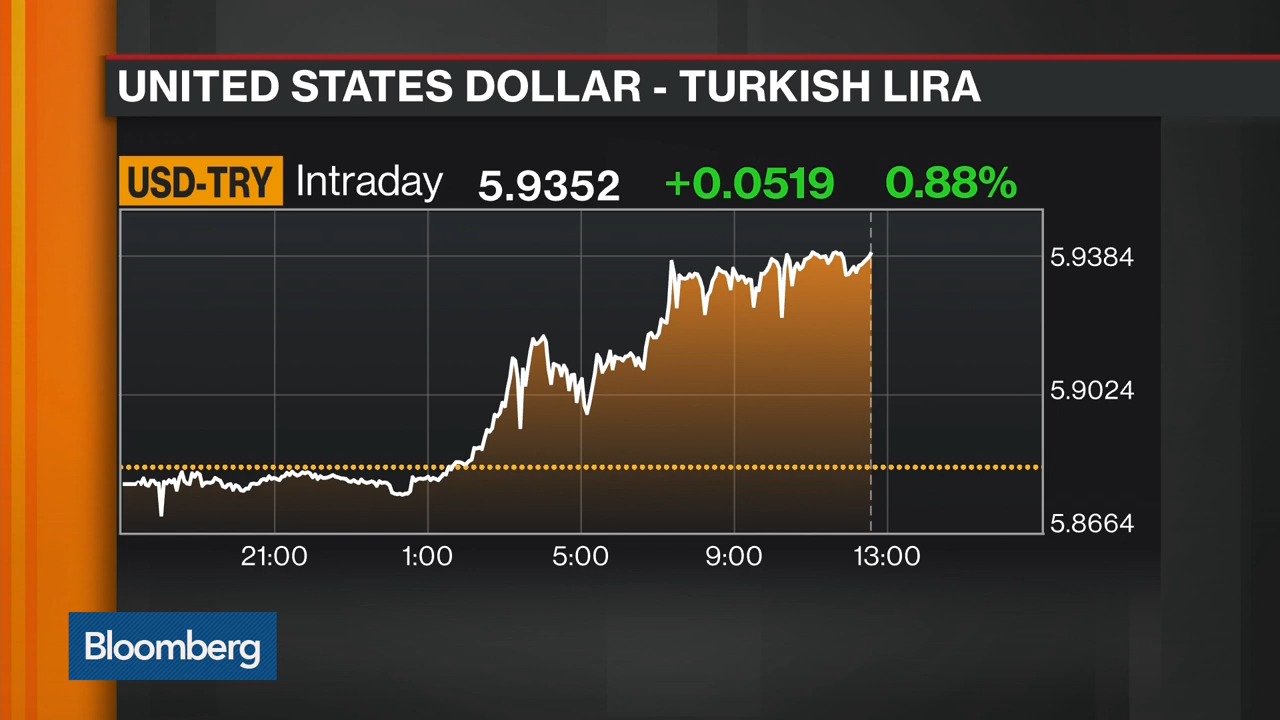 UNITED STATES DOLLAR - TURKISH LIRA
USD-TRY Intraday 5.9352 +0.0519 0.88%
5.9384
5.9024
5.8664
21:00 1:00 5:00 9:00 13:00
Bloomberg